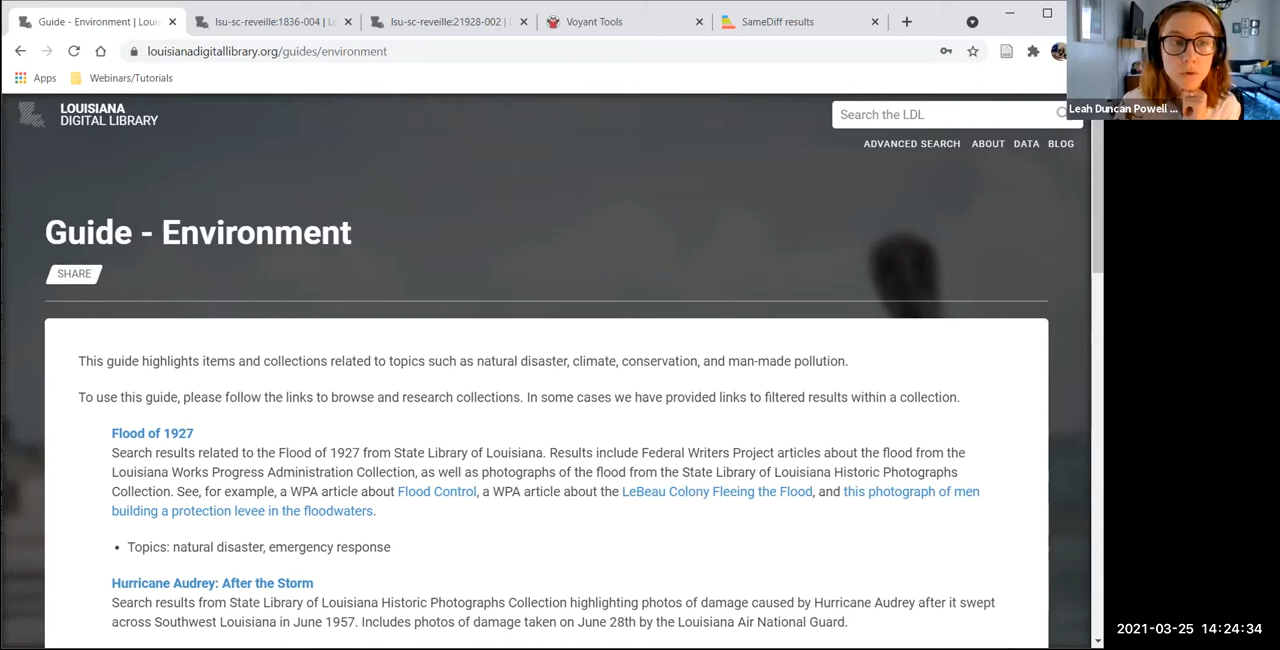 Guide - Environment | Loui
lsu-sc-reveille:1836-004 | L
lsu-sc-reveille:21928-002 |
Voyant Tools
SameDiff results
louisianadigitallibrary.org/guides/environment
Apps
Webinars/Tutorials
Leah Duncan Powell ...
LOUISIANA
DIGITAL LIBRARY
Search the LDL
ADVANCED SEARCH ABOUT DATA BLOG
Guide - Environment
SHARE
This guide highlights items and collections related to topics such as natural disaster, climate, conservation, and man-made pollution.
To use this guide, please follow the links to browse and research collections. In some cases we have provided links to filtered results within a collection.
Flood of 1927
Search results related to the Flood of 1927 from State Library of Louisiana. Results include Federal Writers Project articles about the flood from the
Louisiana Works Progress Administration Collection, as well as photographs of the flood from the State Library of Louisiana Historic Photographs
Collection. See, for example, a WPA article about Flood Control, a WPA article about the LeBeau Colony Fleeing the Flood, and this photograph of men
building a protection levee in the floodwaters.
• Topics: natural disaster, emergency response
Hurricane Audrey: After the Storm
Search results from State Library of Louisiana Historic Photographs Collection highlighting photos of damage caused by Hurricane Audrey after it swept
across Southwest Louisiana in June 1957. Includes photos of damage taken on June 28th by the Louisiana Air National Guard.
2021-03-25 14:24:34